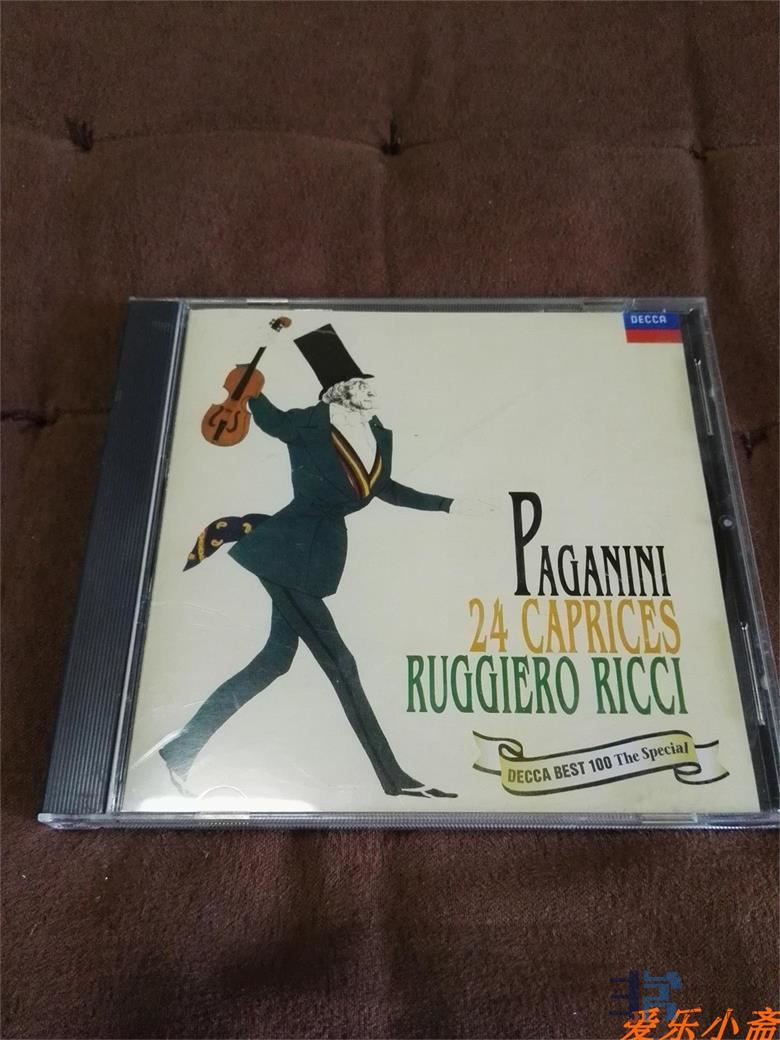 DECCA
PAGANINI
24 CAPRICES
RUGGIERO RICCI
DECCA BEST 100 The Special
爱乐小斋